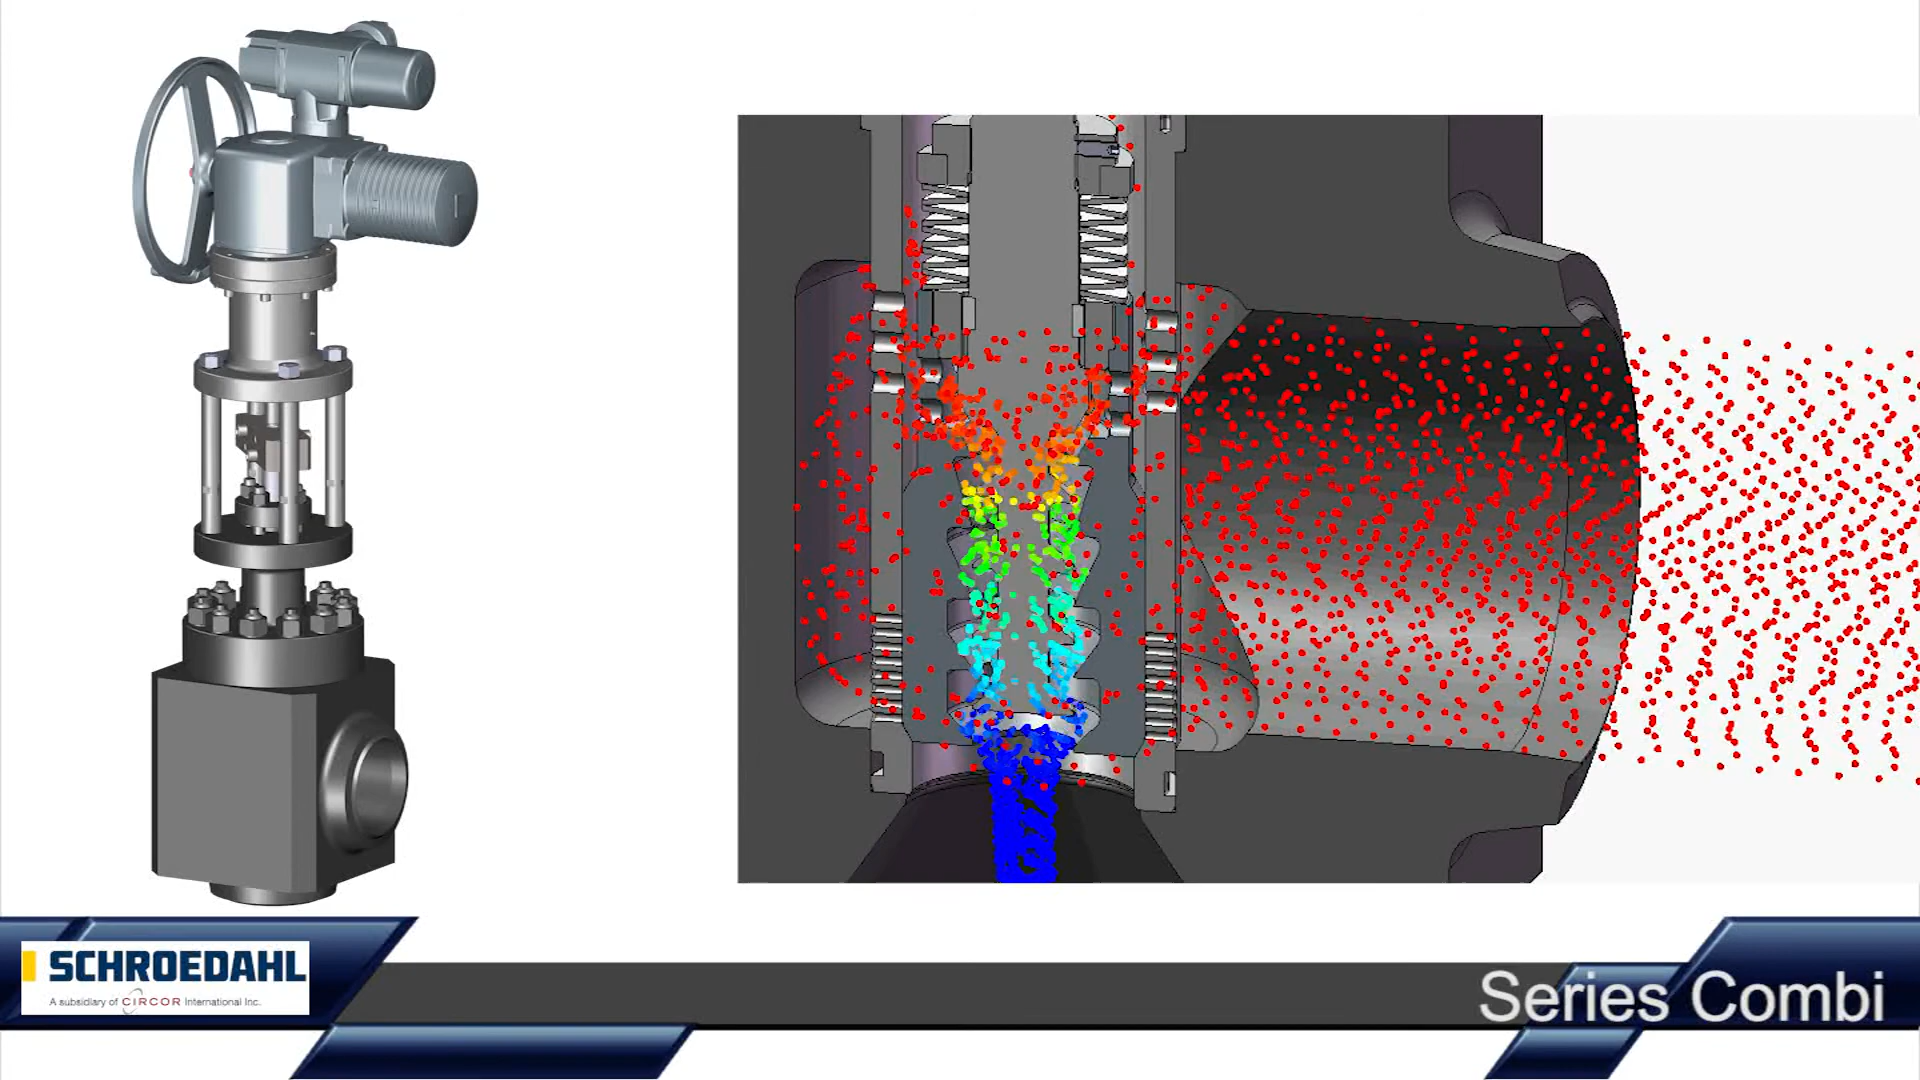 SCHROEDAHL
A subsidiary of CIRCOR International Inc.
Series Combi